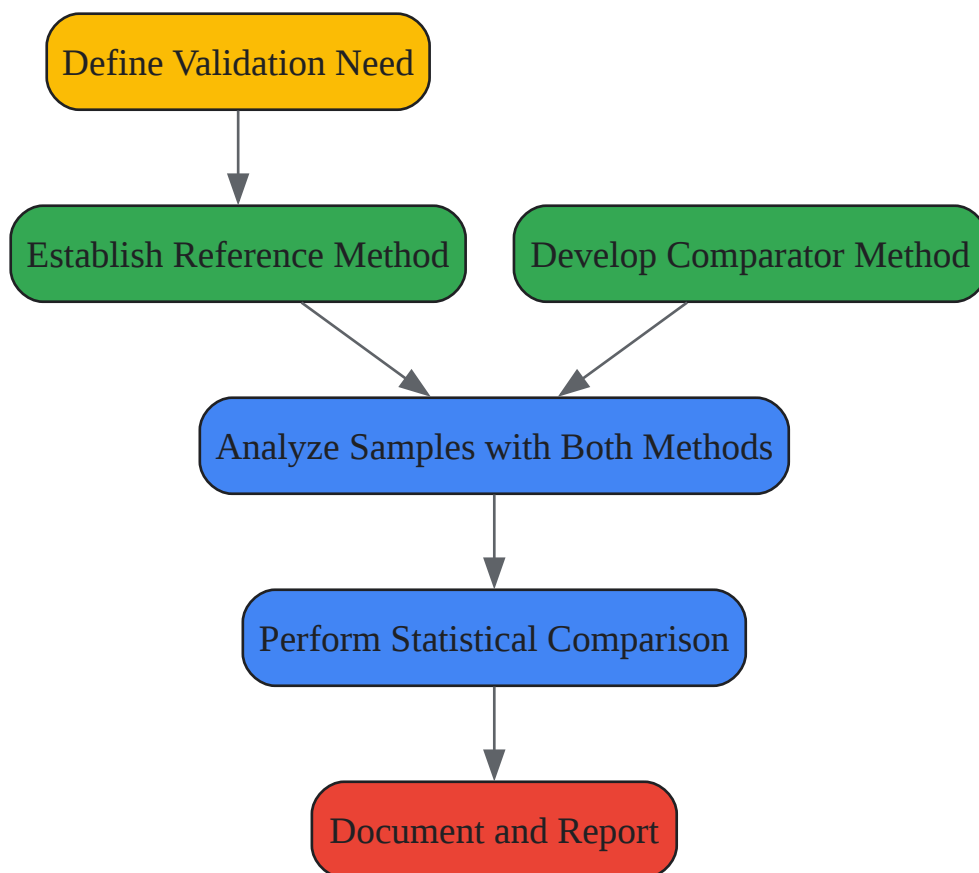 Define Validation Need
Establish Reference Method
Develop Comparator Method
Analyze Samples with Both Methods
Perform Statistical Comparison
Document and Report